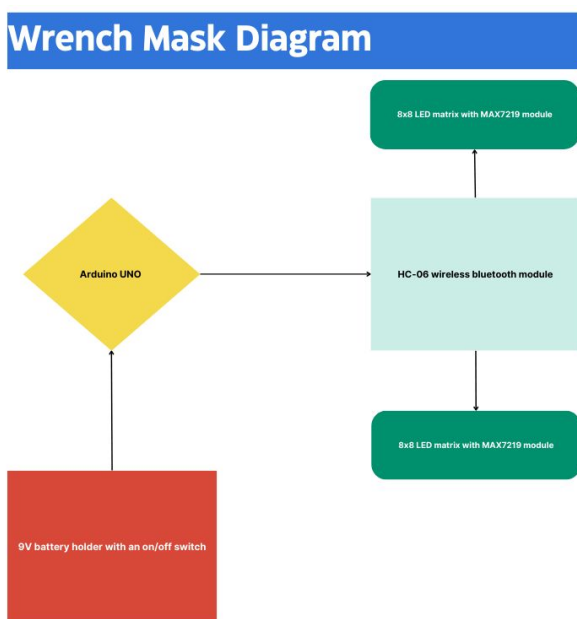 Wrench Mask Diagram
8x8 LED matrix with MAX7219 module
Arduino UNO
HC-06 wireless bluetooth module
8x8 LED matrix with MAX7219 module
9V battery holder with an on/off switch